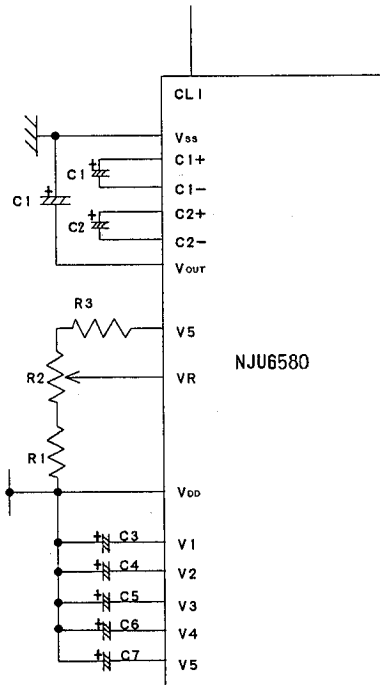 CLI
Vss
C1+
C1
C1-
C1
C2+
C2
C2-
VOUT
R3
V5
NJU6580
R2
VR
R1
VDD
C3
V1
C4
V2
C5
V3
C6
V4
C7
V5